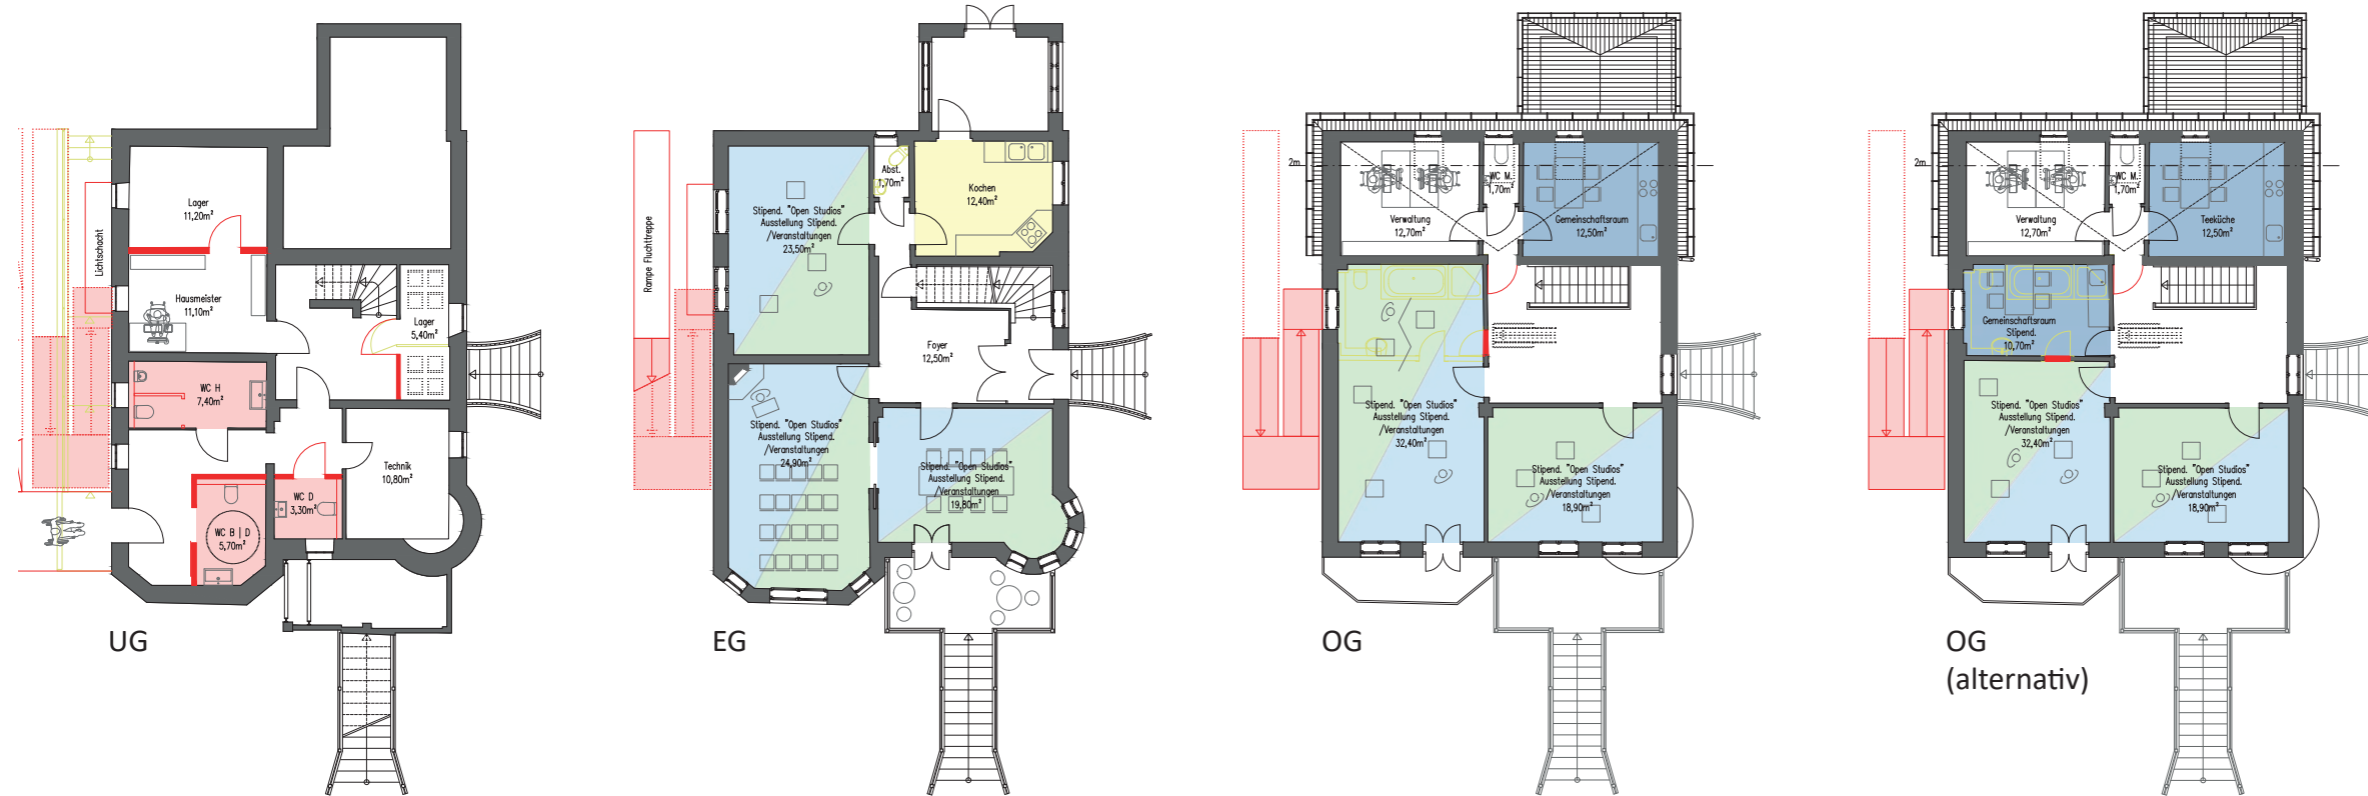 Lichtschacht
Lager
11,20m²
Hausmeister
11,10m²
Lager
5,40m²
WC H
7,40m²
Technik
10,80m²
WC D
3,30m²
WC B | D
5,70m²
UG
Rampe Fluchttreppe
Abst.
1,70m²
Kochen
12,40m²
Stipend. "Open Studios"
Ausstellung Stipend.
/Veranstaltungen
23,50m²
Foyer
12,50m²
Stipend. "Open Studios"
Ausstellung Stipend.
/Veranstaltungen
24,90m²
Stipend. "Open Studios"
Ausstellung Stipend.
/Veranstaltungen
19,80m²
EG
2m
WC M.
1,70m²
Verwaltung
12,70m²
Gemeinschaftsraum
12,50m²
Stipend. "Open Studios"
Ausstellung Stipend.
/Veranstaltungen
32,40m²
Stipend. "Open Studios"
Ausstellung Stipend.
/Veranstaltungen
18,90m²
OG
2m
WC M.
1,70m²
Verwaltung
12,70m²
Teeküche
12,50m²
Gemeinschaftsraum
Stipend.
10,70m²
Stipend. "Open Studios"
Ausstellung Stipend.
/Veranstaltungen
32,40m²
Stipend. "Open Studios"
Ausstellung Stipend.
/Veranstaltungen
18,90m²
OG
(alternativ)